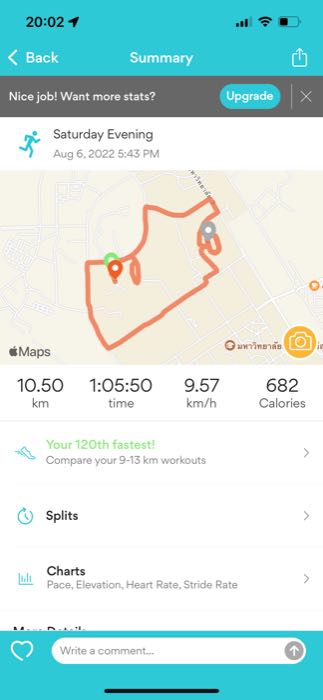 20:02
Back
Summary
Nice job! Want more stats?
Upgrade
Saturday Evening
Aug 6, 2022 5:43 PM
มหาวิทยาลัย
Maps
10.50
km
1:05:50
time
9.57
km/h
682
Calories
Your 120th fastest!
Compare your 9-13 km workouts
Splits
Charts
Pace, Elevation, Heart Rate, Stride Rate
Write a comment...